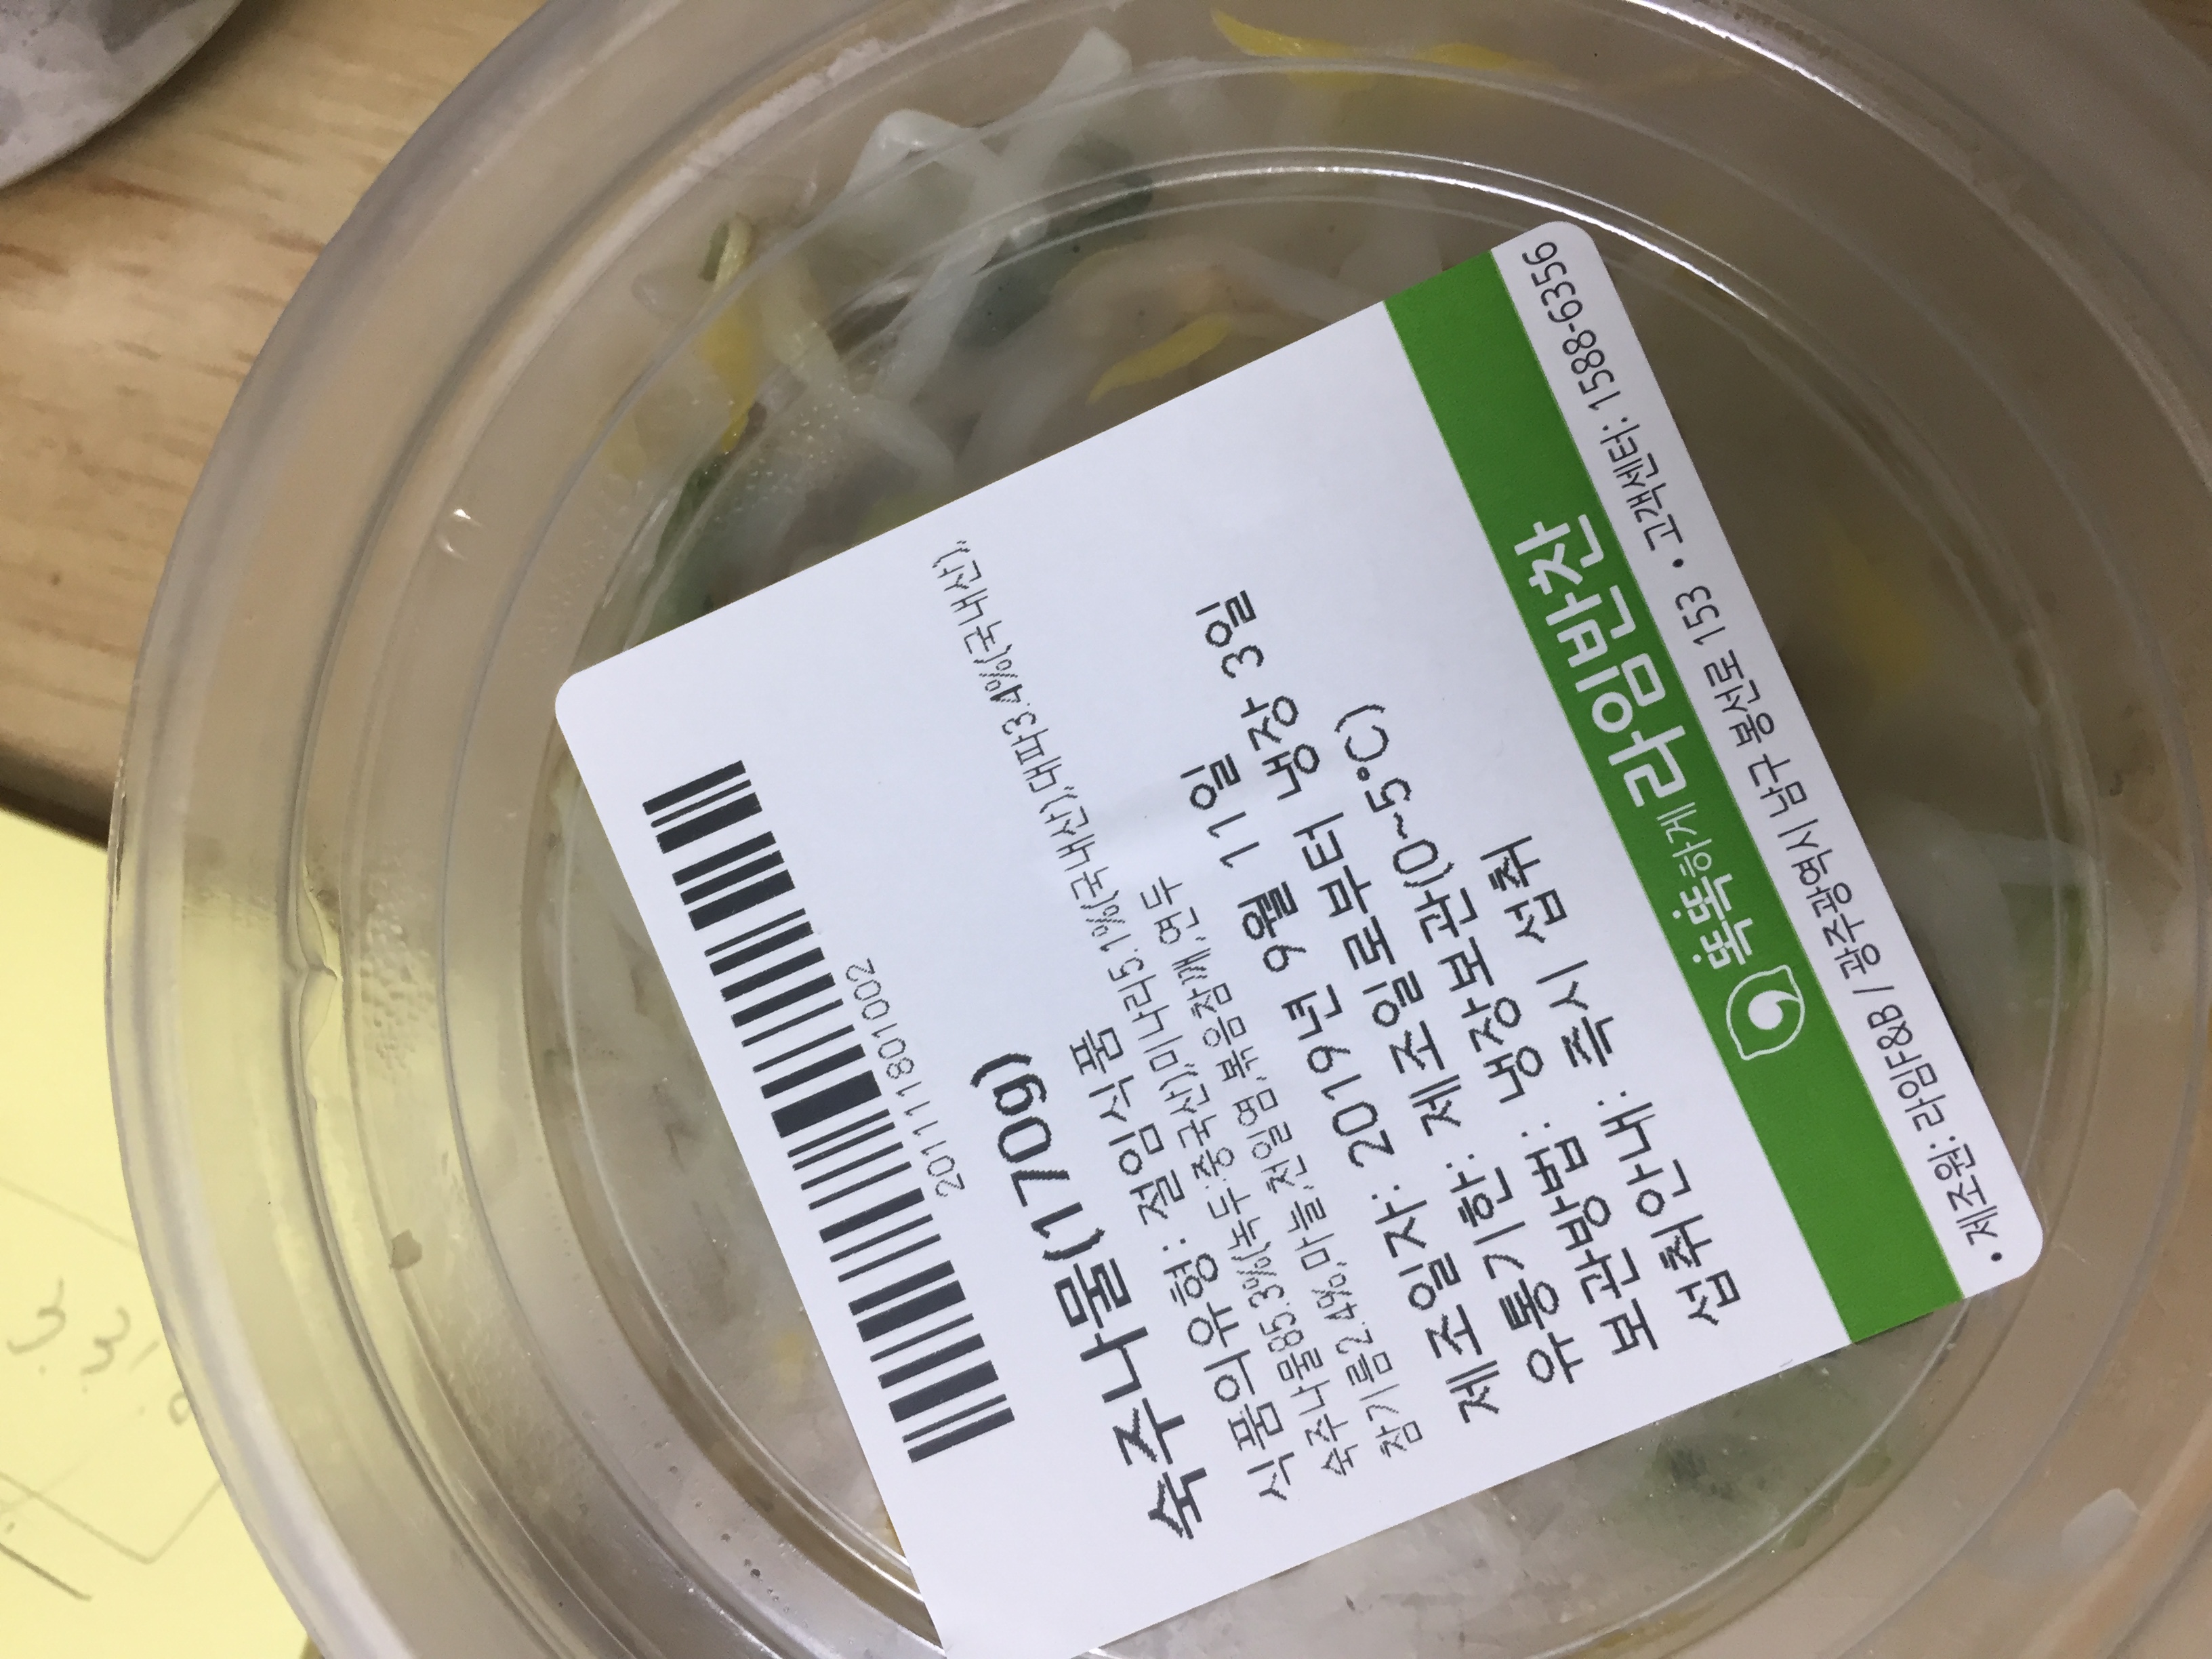 201111801002
숙주나물(170g)
식품의유형: 절임식품
숙주나물85.3%(녹두:중국산),미나리5.1%(국내산),대파3.4%(국내산),
참기름2.4%,마늘,천일염,볶음참깨,연두
제조일자: 2019년 9월 11일
유통기한: 제조일로부터 냉장 3일
보관방법: 냉장보관(0~5°C)
섭취안내: 즉시 섭취
똑똑하게 라임반찬
• 제조원: 라임F&B / 광주광역시 남구 봉선로 153 • 고객센터: 1588-6356